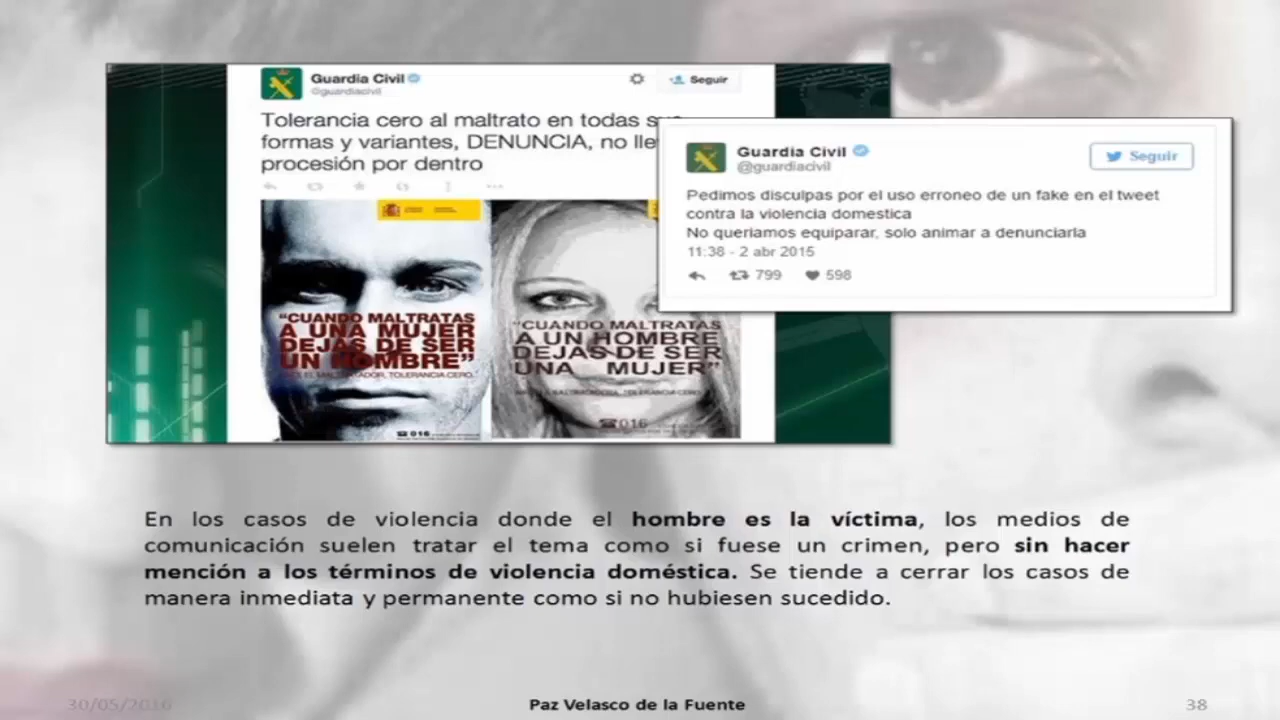 Guardia Civil
@guardiacivil
Seguir
Tolerancia cero al maltrato en todas
formas y variantes, DENUNCIA, no
procesión por dentro
"CUANDO MALTRATAS
A UNA MUJER
DEJAS DE SER
UN HOMBRE"
016
"CUANDO MALTRATAS
A UN HOMBRE
DEJAS DE SER
UNA MUJER"
016
Guardia Civil
@guardiacivil
Seguir
Pedimos disculpas por el uso erroneo de un fake en el tweet
contra la violencia domestica
No queriamos equiparar, solo animar a denunciarla
11:38 - 2 abr 2015
799 598
En los casos de violencia donde el hombre es la víctima, los medios de
comunicación suelen tratar el tema como si fuese un crimen, pero sin hacer
mención a los términos de violencia doméstica. Se tiende a cerrar los casos de
manera inmediata y permanente como si no hubiesen sucedido.
30/05/2016
Paz Velasco de la Fuente
38